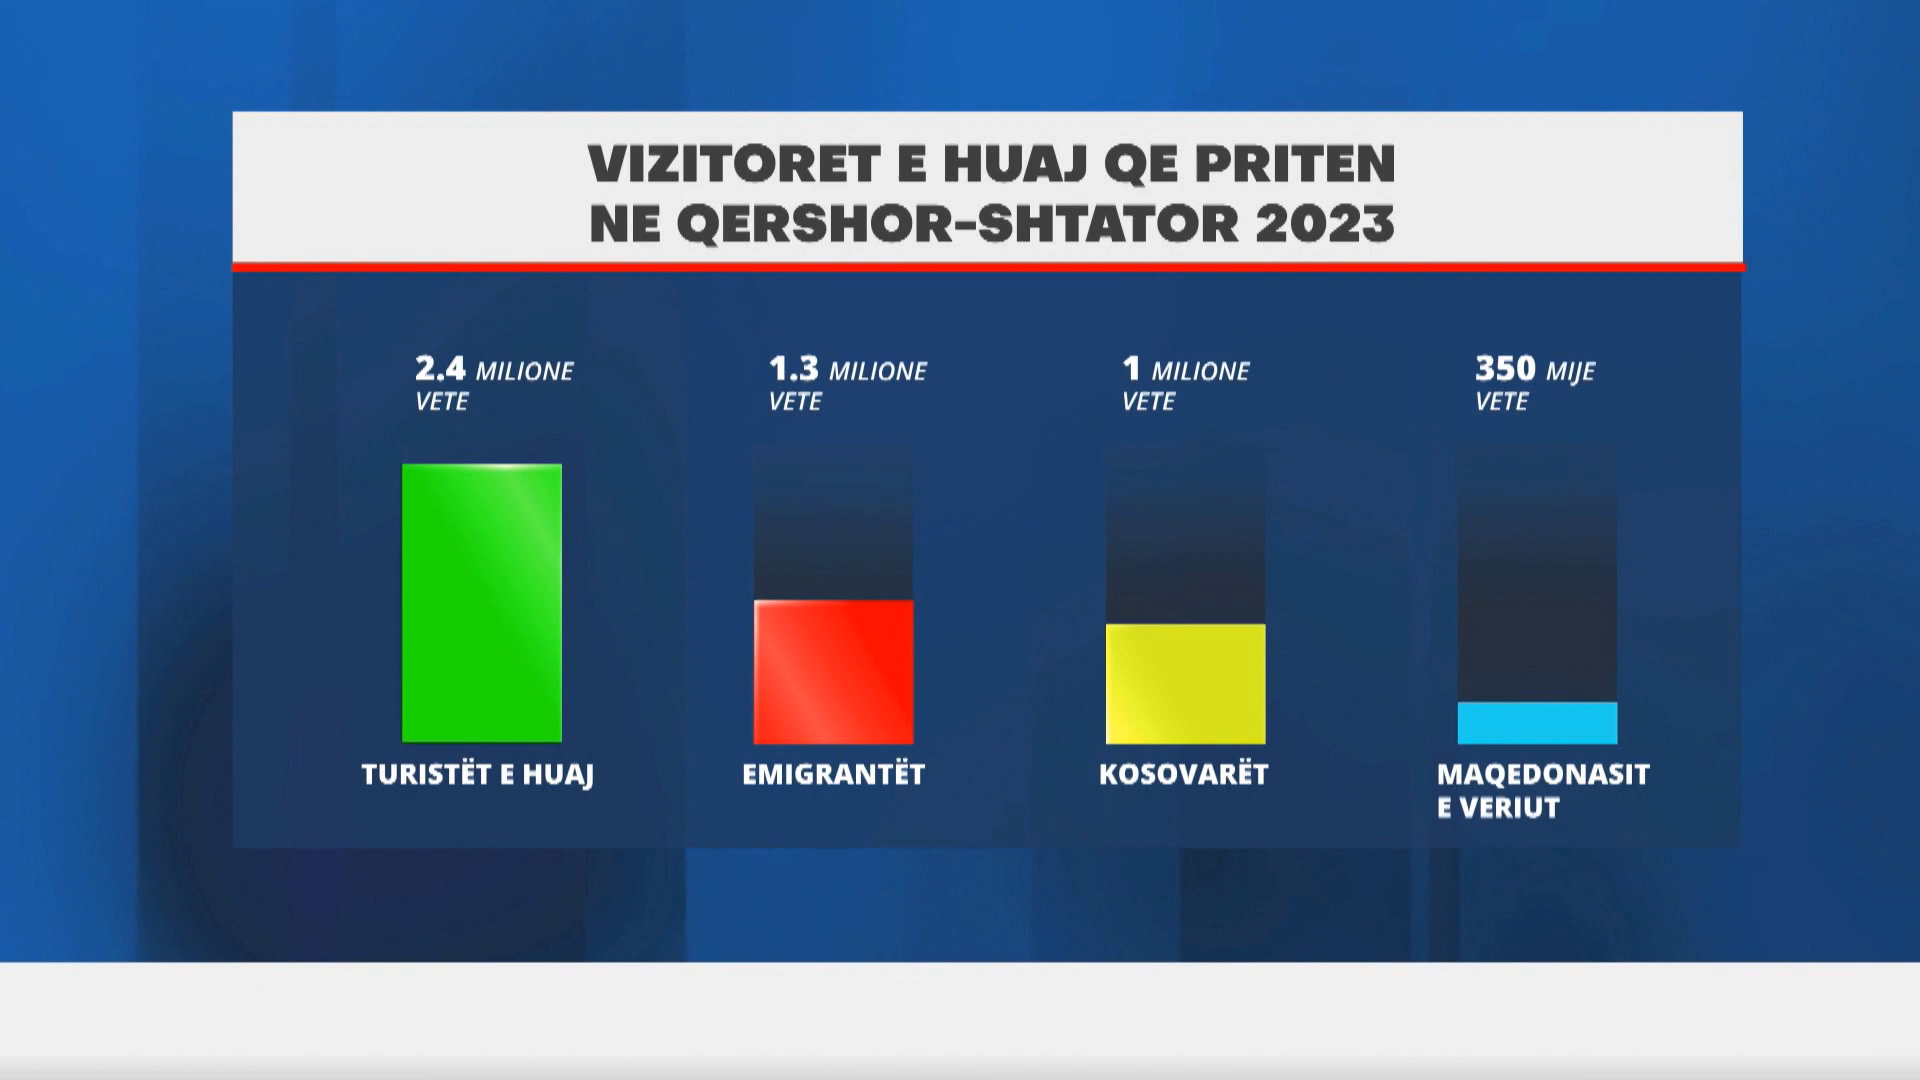 VIZITORET E HUAJ QE PRITEN
NE QERSHOR-SHTATOR 2023
2.4 MILIONE
VETE
1.3 MILIONE
VETE
1 MILIONE
VETE
350 MIJE
VETE
TURISTËT E HUAJ
EMIGRANTËT
KOSOVARËT
MAQEDONASIT
E VERIUT